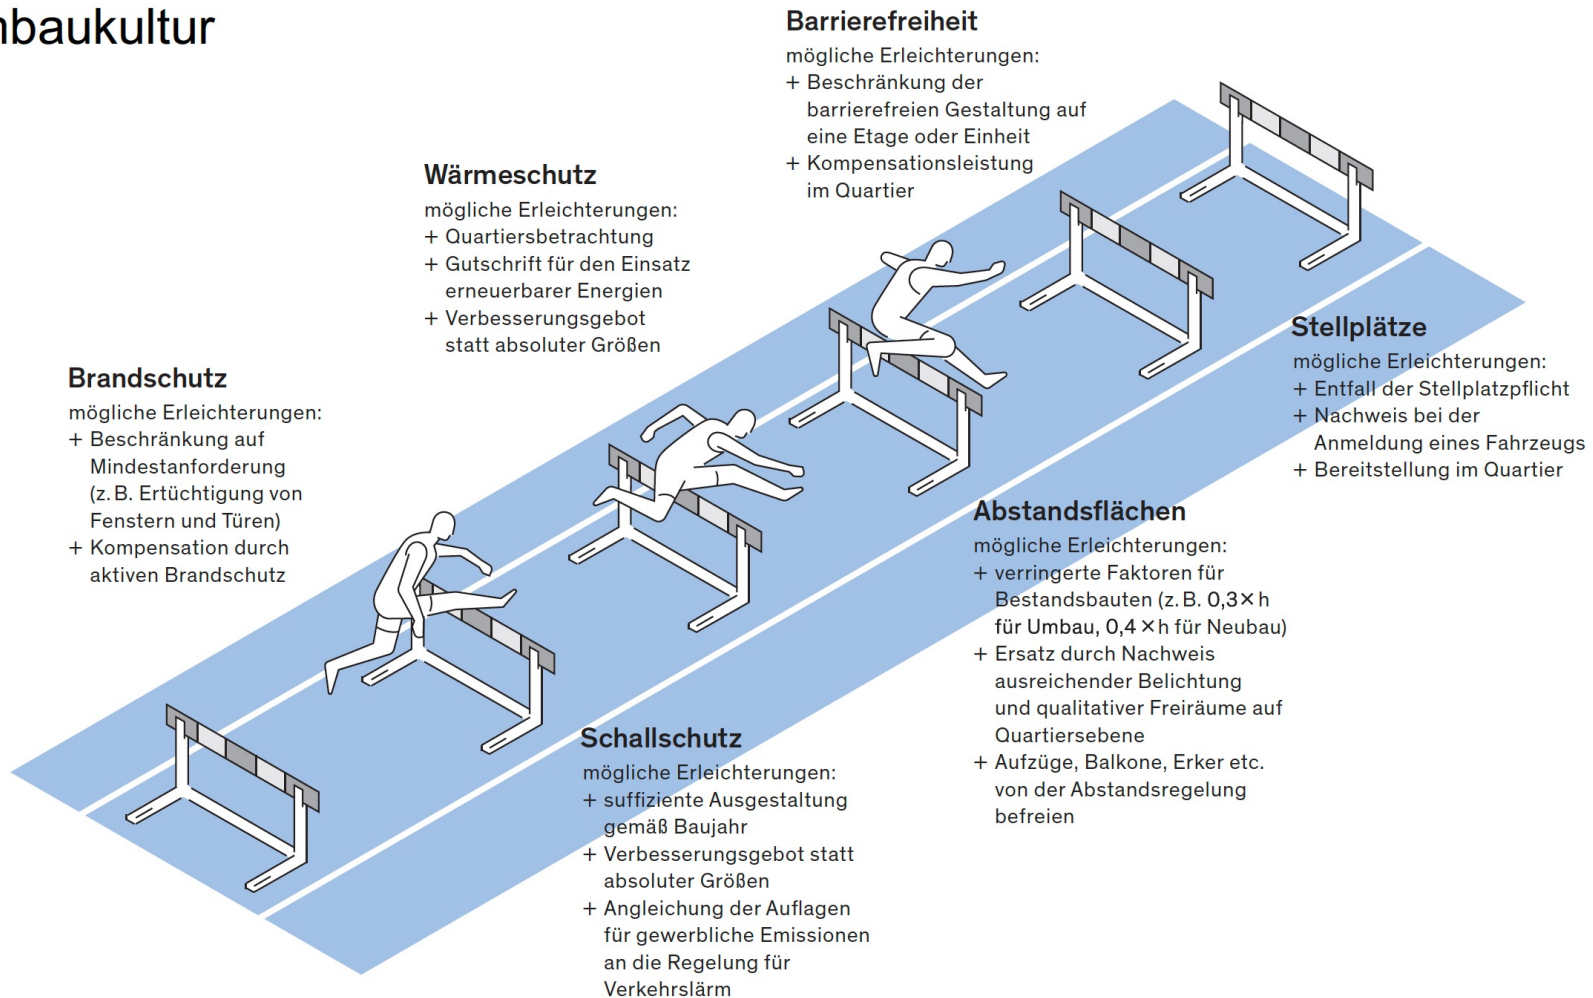 nbaukultur
Barrierefreiheit
mögliche Erleichterungen:
+ Beschränkung der
barrierefreien Gestaltung auf
eine Etage oder Einheit
+ Kompensationsleistung
im Quartier
Wärmeschutz
mögliche Erleichterungen:
+ Quartiersbetrachtung
+ Gutschrift für den Einsatz
erneuerbarer Energien
+ Verbesserungsgebot
statt absoluter Größen
Brandschutz
mögliche Erleichterungen:
+ Beschränkung auf
Mindestanforderung
(z. B. Ertüchtigung von
Fenstern und Türen)
+ Kompensation durch
aktiven Brandschutz
Stellplätze
mögliche Erleichterungen:
+ Entfall der Stellplatzpflicht
+ Nachweis bei der
Anmeldung eines Fahrzeugs
+ Bereitstellung im Quartier
Abstandsflächen
mögliche Erleichterungen:
+ verringerte Faktoren für
Bestandsbauten (z. B. 0,3 × h
für Umbau, 0,4 × h für Neubau)
+ Ersatz durch Nachweis
ausreichender Belichtung
und qualitativer Freiräume auf
Quartiersebene
+ Aufzüge, Balkone, Erker etc.
von der Abstandsregelung
befreien
Schallschutz
mögliche Erleichterungen:
+ suffiziente Ausgestaltung
gemäß Baujahr
+ Verbesserungsgebot statt
absoluter Größen
+ Angleichung der Auflagen
für gewerbliche Emissionen
an die Regelung für
Verkehrslärm